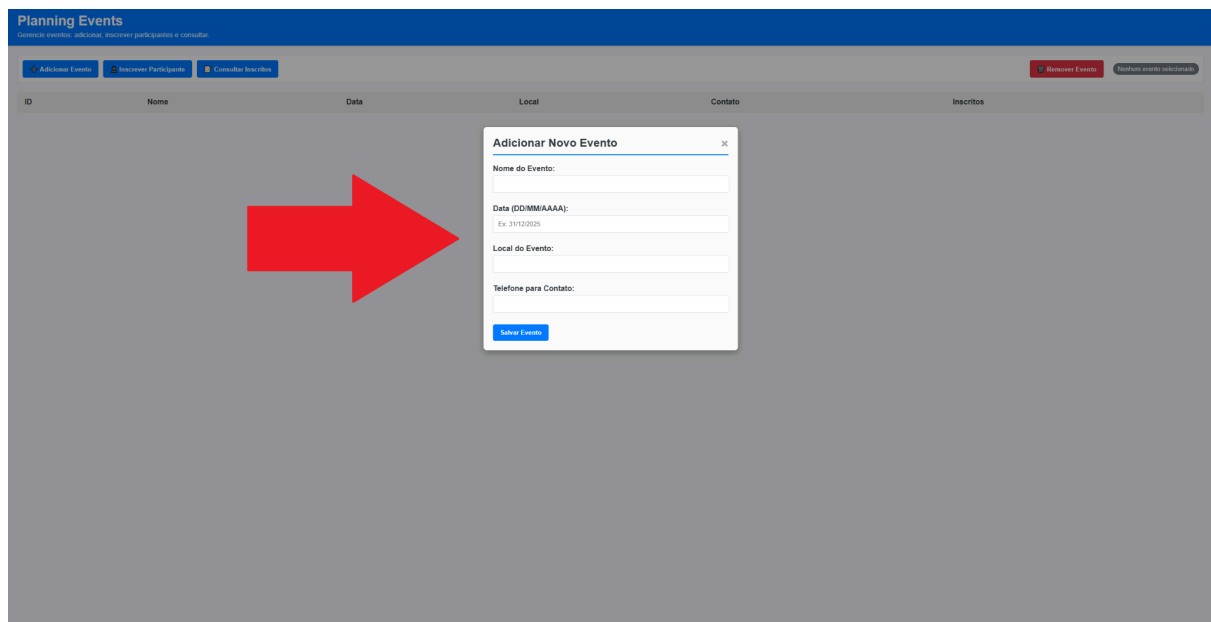 Planning Events
Gerencie eventos: adicionar, inscrever participantes e consultar.
Adicionar Evento Inscrever Participante Consultar Inscritos Remover Evento Nenhum evento selecionado
ID Nome Data Local Contato Inscritos
Adicionar Novo Evento ×
Nome do Evento:
Data (DD/MM/AAAA):
Ex: 31/12/2025
Local do Evento:
Telefone para Contato:
Salvar Evento